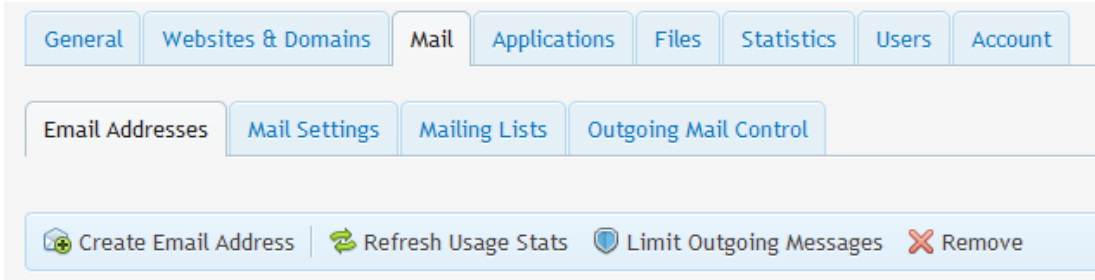 General Websites & Domains Mail Applications Files Statistics Users Account
Email Addresses Mail Settings Mailing Lists Outgoing Mail Control
Create Email Address Refresh Usage Stats Limit Outgoing Messages Remove